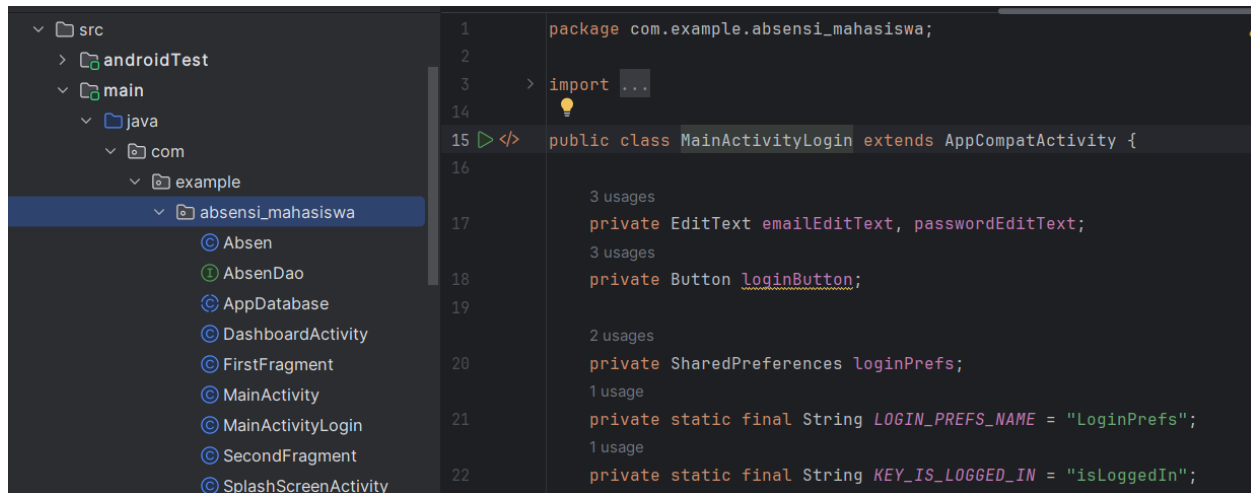 src
androidTest
main
java
com
example
absensi_mahasiswa
Absen
AbsenDao
AppDatabase
DashboardActivity
FirstFragment
MainActivity
MainActivityLogin
SecondFragment
SplashScreenActivity
1 package com.example.absensi_mahasiswa;
2
3 import ...
14
15 public class MainActivityLogin extends AppCompatActivity {
16
3 usages
17 private EditText emailEditText, passwordEditText;
3 usages
18 private Button loginButton;
19
2 usages
20 private SharedPreferences loginPrefs;
1 usage
21 private static final String LOGIN_PREFS_NAME = "LoginPrefs";
1 usage
22 private static final String KEY_IS_LOGGED_IN = "isLoggedIn";